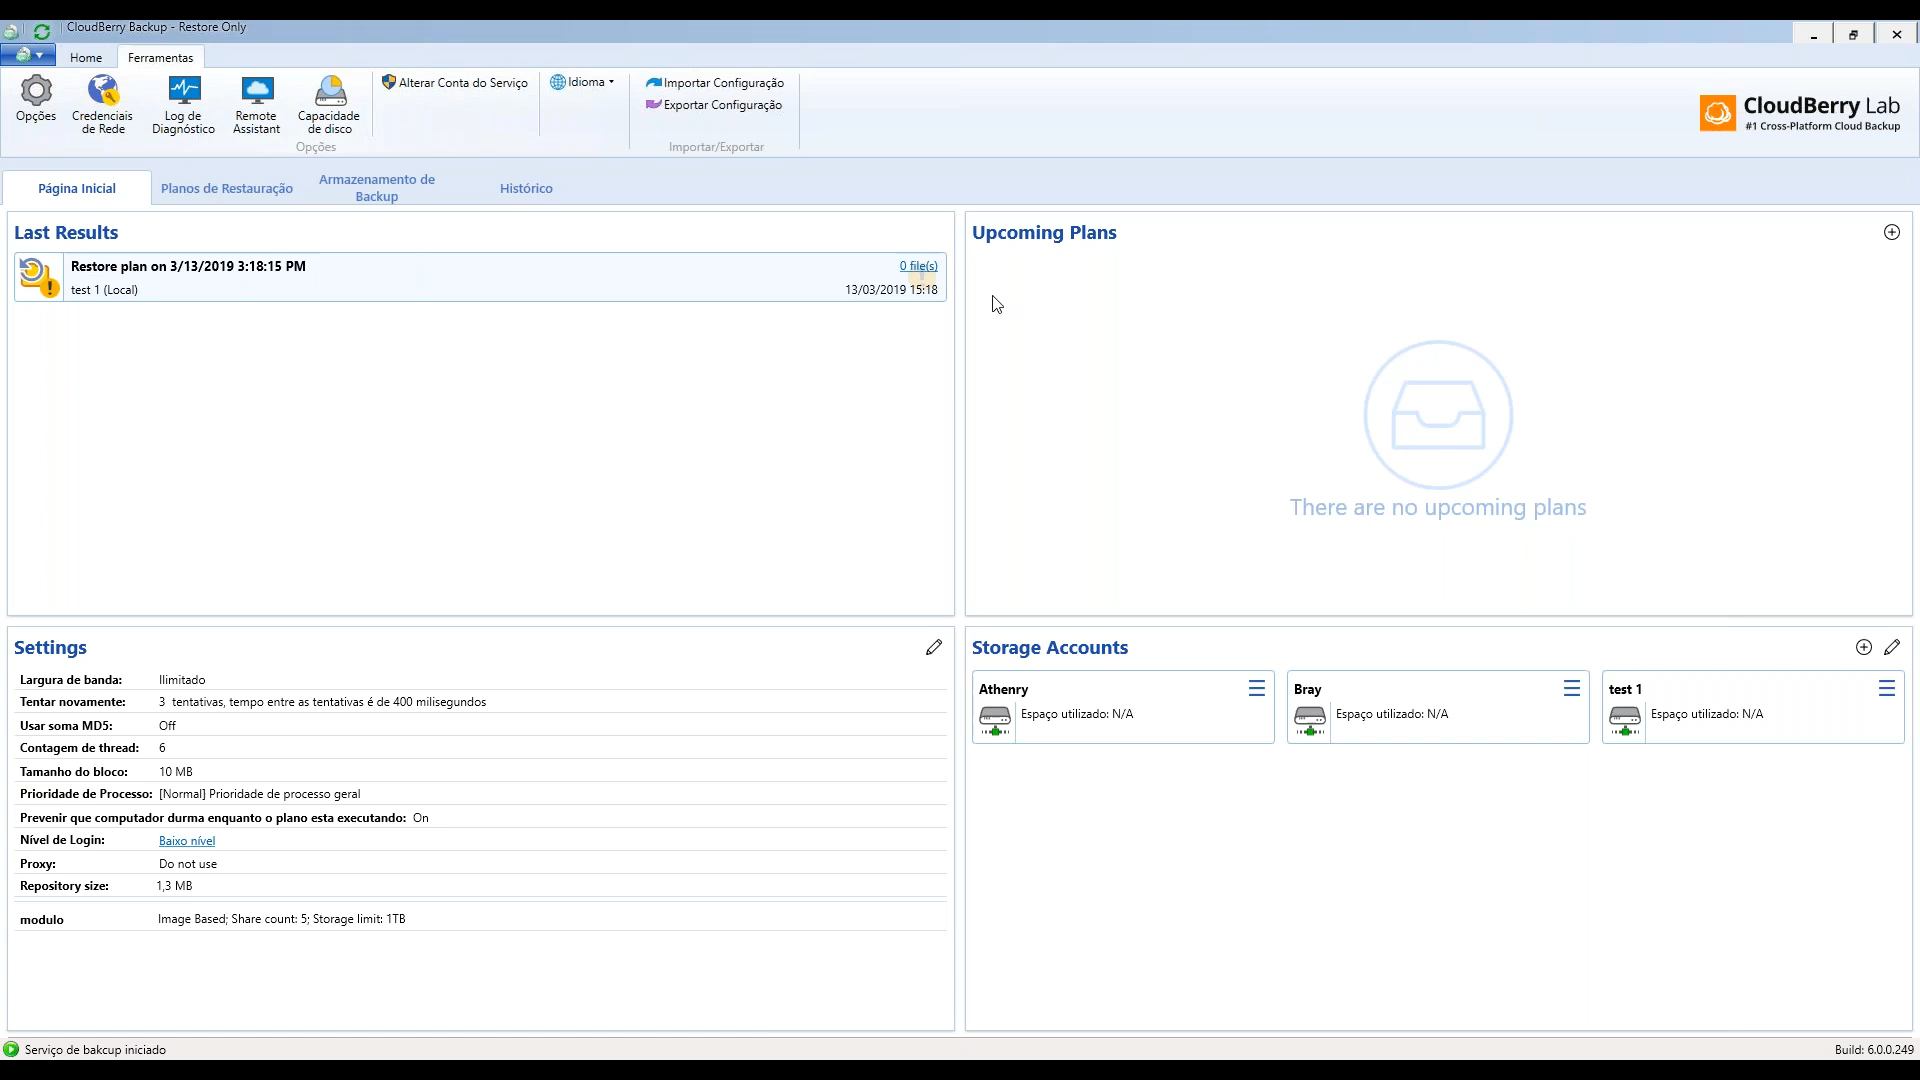 CloudBerry Backup - Restore Only
Home
Ferramentas
Opções
Credenciais
de Rede
Log de
Diagnóstico
Remote
Assistant
Capacidade
de disco
Opções
Alterar Conta do Serviço
Idioma
Importar Configuração
Exportar Configuração
Importar/Exportar
CloudBerry Lab
#1 Cross-Platform Cloud Backup
Página Inicial
Planos de Restauração
Armazenamento de
Backup
Histórico
Last Results
Restore plan on 3/13/2019 3:18:15 PM
0 file(s)
test 1 (Local)
13/03/2019 15:18
Upcoming Plans
There are no upcoming plans
Settings
Largura de banda: Ilimitado
Tentar novamente: 3 tentativas, tempo entre as tentativas é de 400 milisegundos
Usar soma MD5: Off
Contagem de thread: 6
Tamanho do bloco: 10 MB
Prioridade de Processo: [Normal] Prioridade de processo geral
Prevenir que computador durma enquanto o plano esta executando: On
Nível de Login: Baixo nível
Proxy: Do not use
Repository size: 1,3 MB
modulo Image Based; Share count: 5; Storage limit: 1TB
Storage Accounts
Athenry
Espaço utilizado: N/A
Bray
Espaço utilizado: N/A
test 1
Espaço utilizado: N/A
Serviço de bakcup iniciado
Build: 6.0.0.249